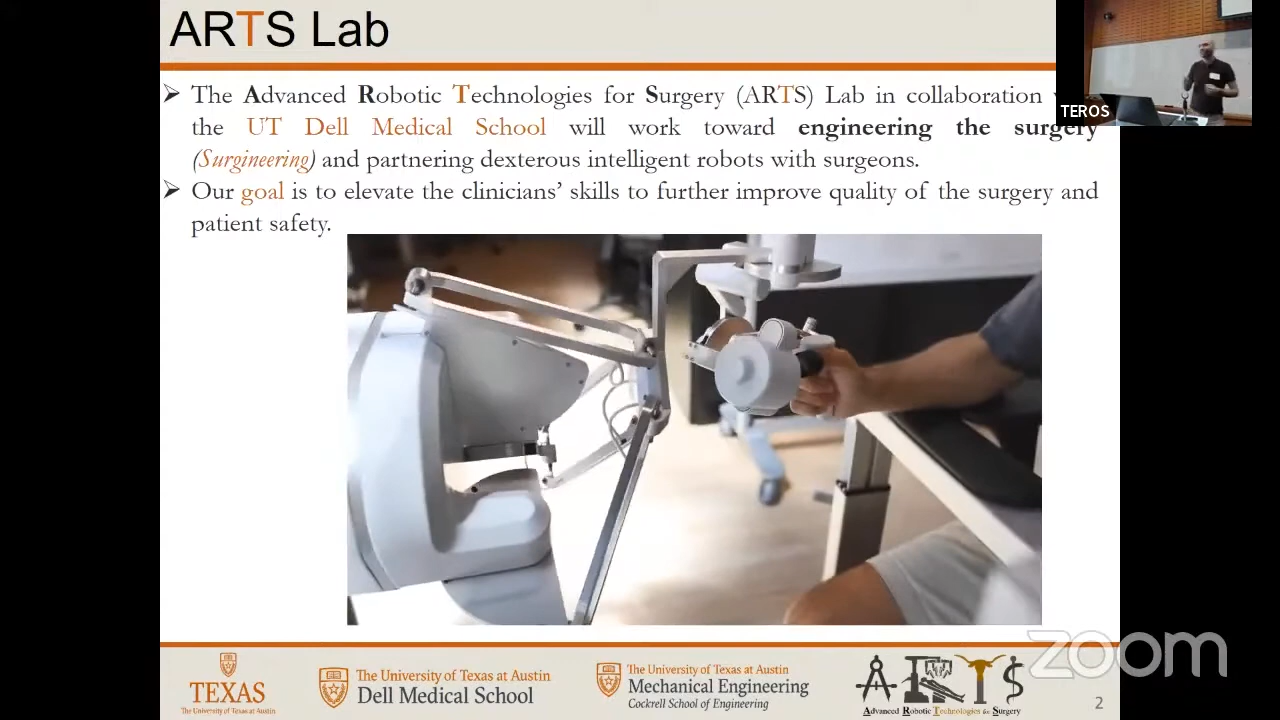 ARTS Lab
TEROS
➢ The Advanced Robotic Technologies for Surgery (ARTS) Lab in collaboration
the UT Dell Medical School will work toward engineering the surgery
(Surgineering) and partnering dexterous intelligent robots with surgeons.
➢ Our goal is to elevate the clinicians’ skills to further improve quality of the surgery and
patient safety.
zoom
TEXAS
The University of Texas at Austin
The University of Texas at Austin
Dell Medical School
The University of Texas at Austin
Mechanical Engineering
Cockrell School of Engineering
ARTS
Advanced Robotic Technologies for Surgery
2